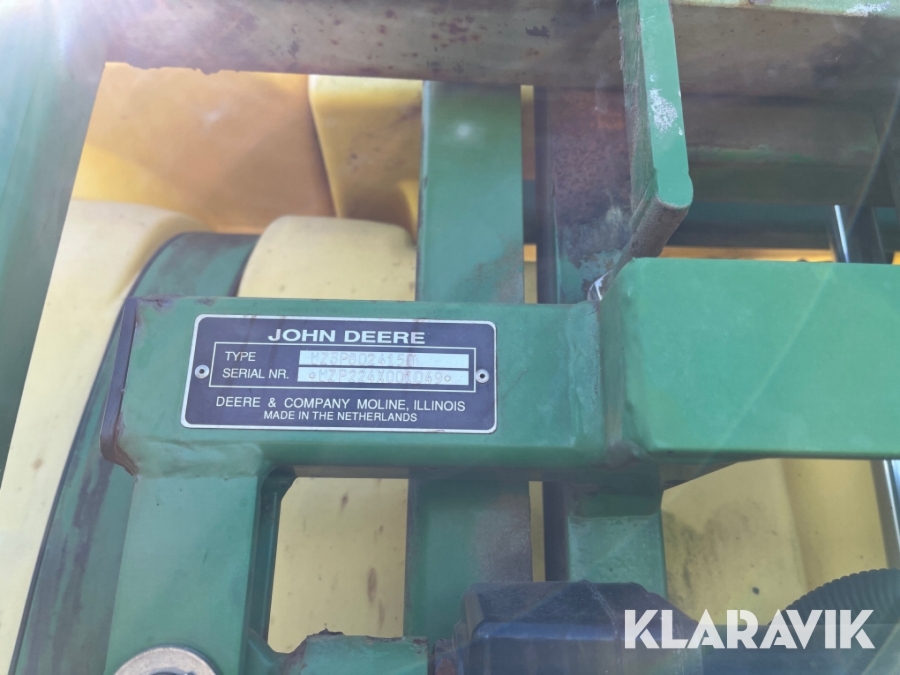 JOHN DEERE
TYPE
SERIAL NR.
DEERE & COMPANY MOLINE, ILLINOIS
MADE IN THE NETHERLANDS
KLARAVIK